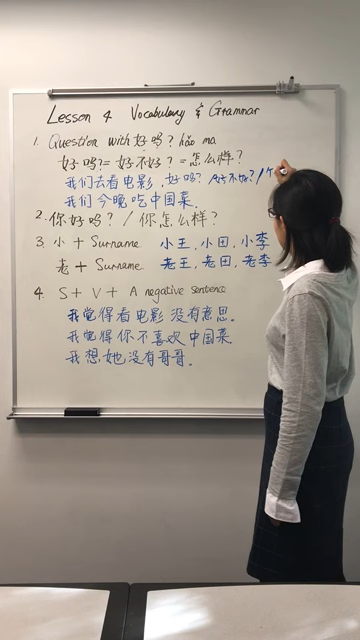 Lesson 4 Vocabulary & Grammar
1. Question with 好吗? hǎo ma
好吗?= 好不好? = 怎么样?
我们去看电影, 好吗? /好不好? /
我们今晚吃中国菜.
2. 你好吗? / 你怎么样?
3. 小 + Surname 小王, 小田, 小李
老 + Surname 老王, 老田, 老李
4. S + V + A negative sentence
我觉得看电影没有意思.
我觉得你不喜欢中国菜
我想她没有哥哥.